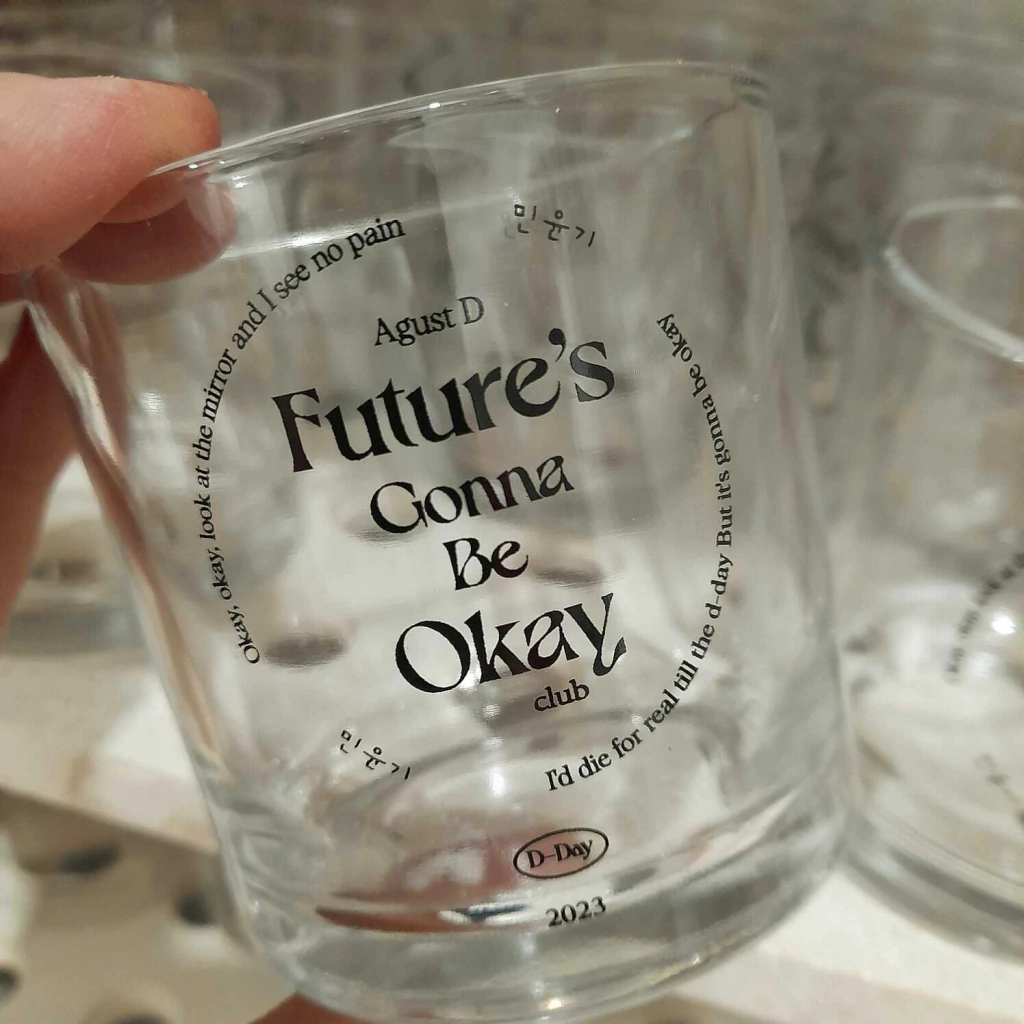 Okay, okay, look at the mirror and I see no pain
민윤기
Agust D
Future's
Gonna
Be
Okay
club
I'd die for real till the d-day But it's gonna be okay
민윤기
D-Day
2023